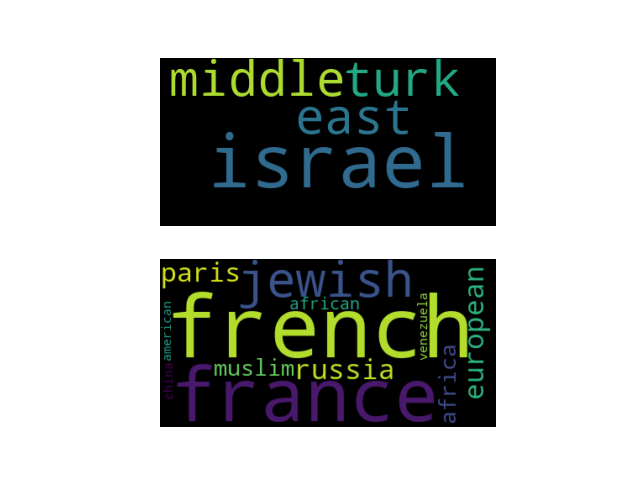 middle turk
east
israel
paris jewish
african
french
american
venezuela
european
muslim russia
china
france
africa